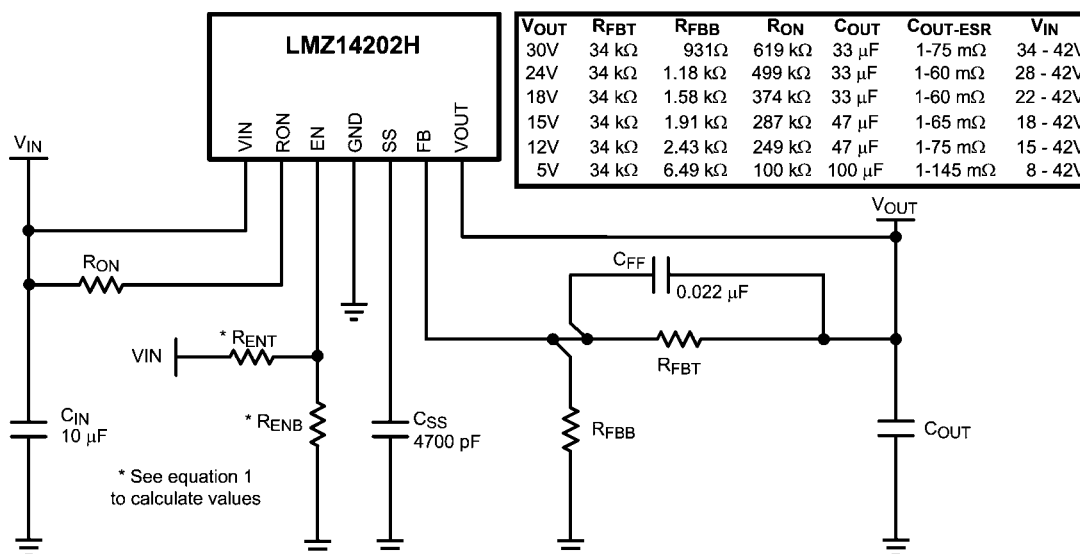 LMZ14202H
VIN
RON
EN
GND
SS
FB
VOUT
VOUT RFBT RFBB RON COUT COUT-ESR VIN
30V 34 kΩ 931Ω 619 kΩ 33 μF 1-75 mΩ 34 - 42V
24V 34 kΩ 1.18 kΩ 499 kΩ 33 μF 1-60 mΩ 28 - 42V
18V 34 kΩ 1.58 kΩ 374 kΩ 33 μF 1-60 mΩ 22 - 42V
15V 34 kΩ 1.91 kΩ 287 kΩ 47 μF 1-65 mΩ 18 - 42V
12V 34 kΩ 2.43 kΩ 249 kΩ 47 μF 1-75 mΩ 15 - 42V
5V 34 kΩ 6.49 kΩ 100 kΩ 100 μF 1-145 mΩ 8 - 42V
VIN
VOUT
RON
CFF
0.022 μF
* RENT
VIN
RFBT
CIN
10 μF
* RENB
CSS
4700 pF
RFBB
COUT
* See equation 1
to calculate values